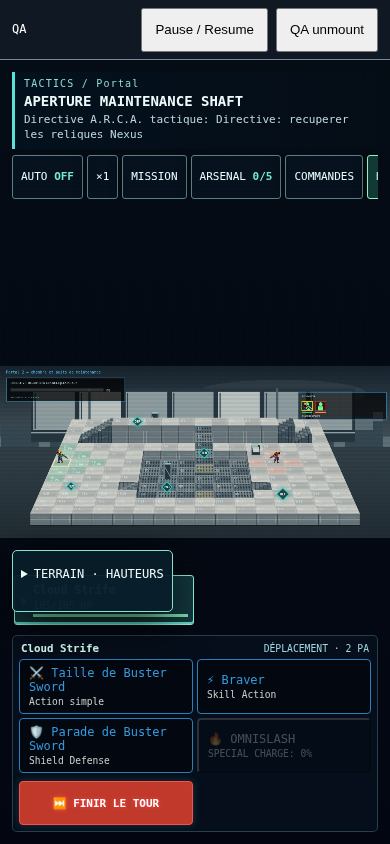 QA
Pause / Resume
QA unmount
TACTICS / Portal
APERTURE MAINTENANCE SHAFT
Directive A.R.C.A. tactique: Directive: recuperer
les reliques Nexus
AUTO OFF
×1
MISSION
ARSENAL 0/5
COMMANDES
▶ TERRAIN · HAUTEURS
Cloud Strife
Cloud Strife
DÉPLACEMENT · 2 PA
⚔️ Taille de Buster
Sword
Action simple
⚡ Braver
Skill Action
🛡️ Parade de Buster
Sword
Shield Defense
🔥 OMNISLASH
SPECIAL CHARGE: 0%
⏩ FINIR LE TOUR